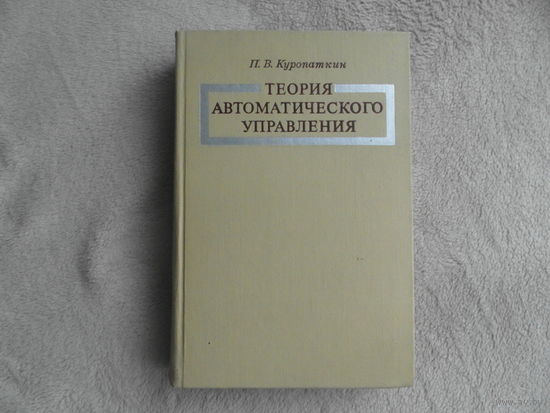 П. В. Куропаткин
ТЕОРИЯ
АВТОМАТИЧЕСКОГО
УПРАВЛЕНИЯ